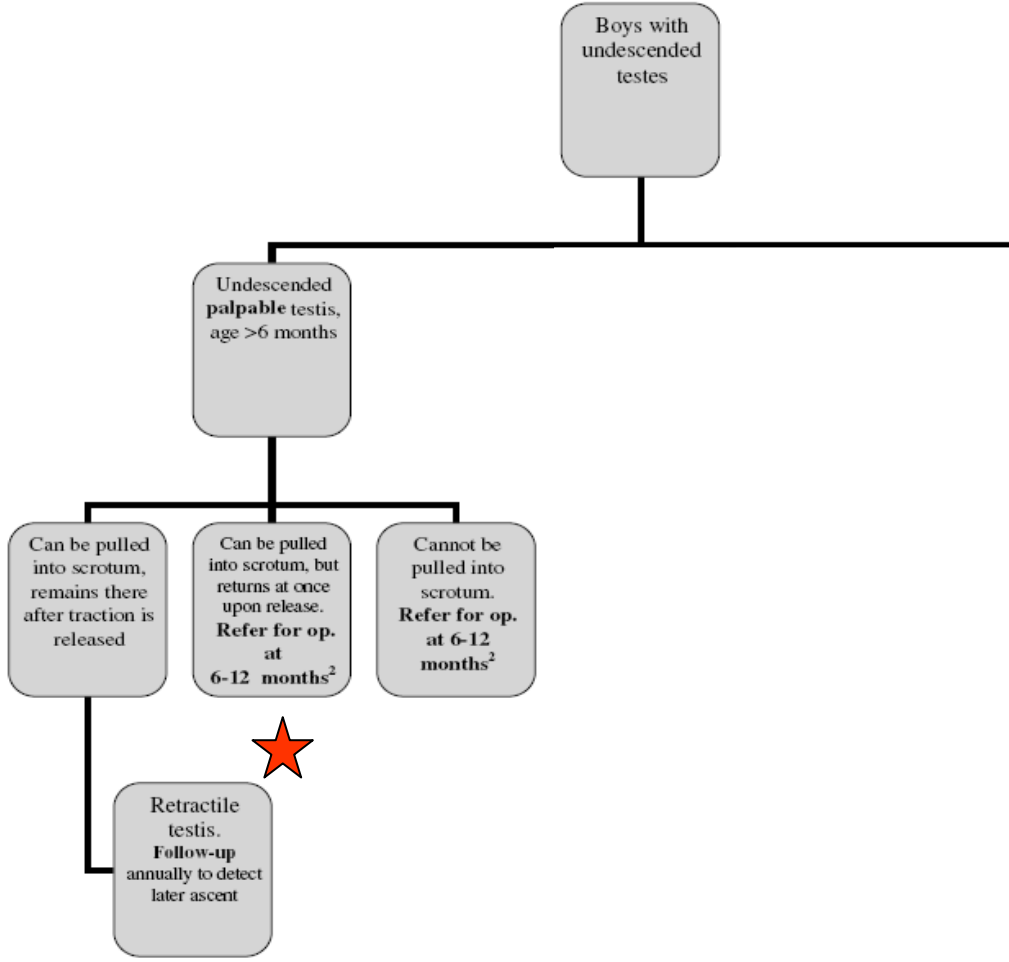 Boys with
undescended
testes
Undescended
palpable testis,
age >6 months
Can be pulled
into scrotum,
remains there
after traction is
released
Can be pulled
into scrotum, but
returns at once
upon release.
Refer for op.
at
6-12 months²
Cannot be
pulled into
scrotum.
Refer for op.
at 6-12
months²
Retractile
testis.
Follow-up
annually to detect
later ascent